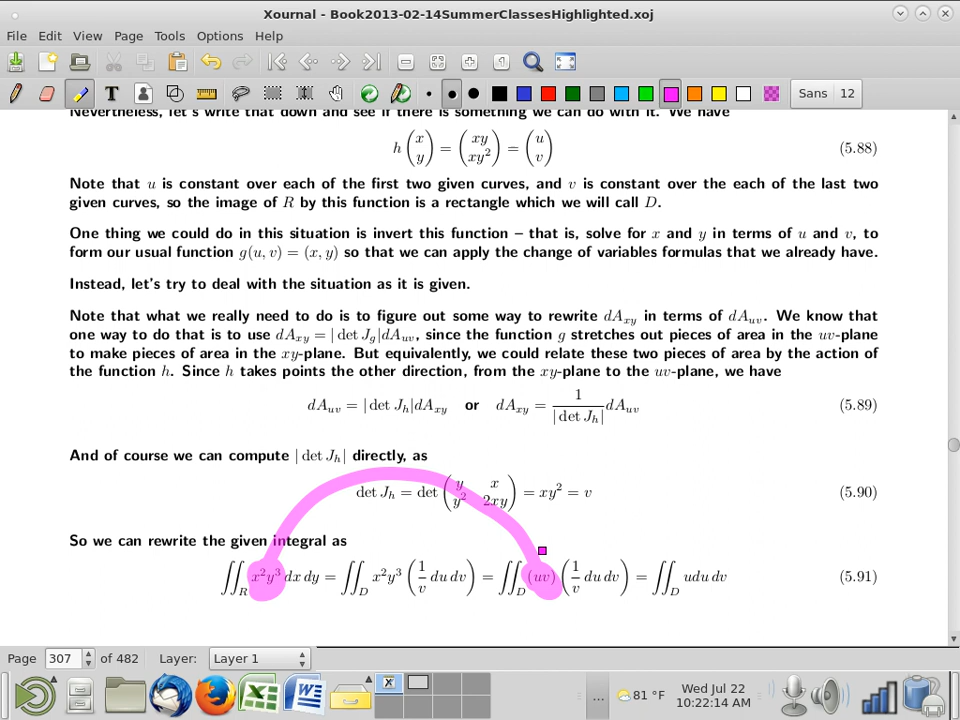 Xournal - Book2013-02-14SummerClassesHighlighted.xoj
File Edit View Page Tools Options Help
Sans 12
Nevertheless, let's write that down and see if there is something we can do with it. We have
h (x y) = (xy xy²) = (u v) (5.88)
Note that u is constant over each of the first two given curves, and v is constant over the each of the last two
given curves, so the image of R by this function is a rectangle which we will call D.
One thing we could do in this situation is invert this function – that is, solve for x and y in terms of u and v, to
form our usual function g(u, v) = (x, y) so that we can apply the change of variables formulas that we already have.
Instead, let's try to deal with the situation as it is given.
Note that what we really need to do is to figure out some way to rewrite dA_xy in terms of dA_uv. We know that
one way to do that is to use dA_xy = | det J_g|dA_uv, since the function g stretches out pieces of area in the uv-plane
to make pieces of area in the xy-plane. But equivalently, we could relate these two pieces of area by the action of
the function h. Since h takes points the other direction, from the xy-plane to the uv-plane, we have
dA_uv = | det J_h|dA_xy or dA_xy = 1/| det J_h| dA_uv (5.89)
And of course we can compute | det J_h| directly, as
det J_h = det (y x y² 2xy) = xy² = v (5.90)
So we can rewrite the given integral as
∬_R x²y³ dx dy = ∬_D x²y³ (1/v du dv) = ∬_D (uv) (1/v du dv) = ∬_D u du dv (5.91)
Page 307 of 482 Layer: Layer 1
81 °F
Wed Jul 22
10:22:14 AM